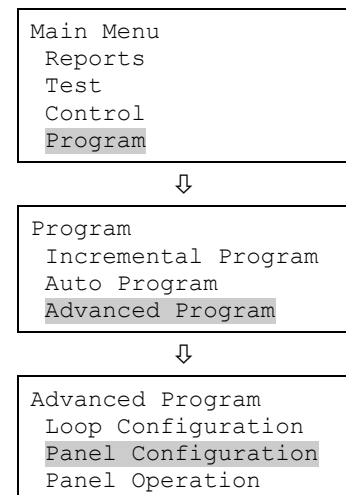 Main Menu
Reports
Test
Control
Program
⇩
Program
Incremental Program
Auto Program
Advanced Program
⇩
Advanced Program
Loop Configuration
Panel Configuration
Panel Operation